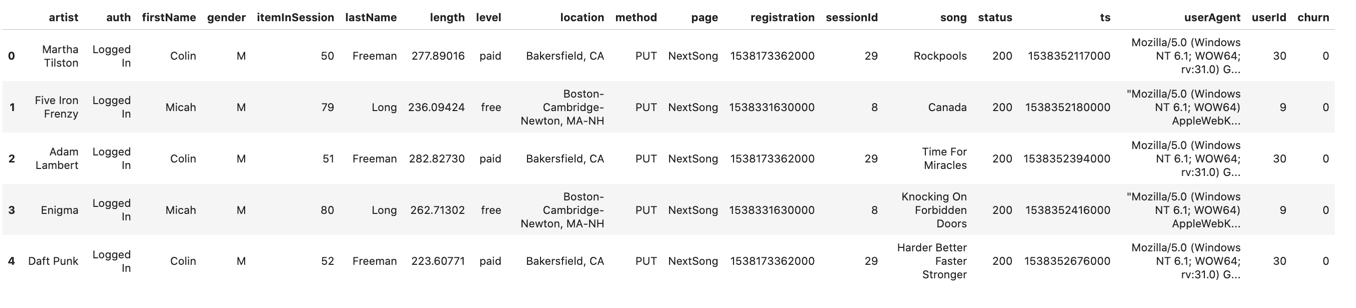 artist auth firstName gender itemInSession lastName length level location method page registration sessionId song status ts userAgent userId churn
0 Martha Tilston Logged In Colin M 50 Freeman 277.89016 paid Bakersfield, CA PUT NextSong 1538173362000 29 Rockpools 200 1538352117000 Mozilla/5.0 (Windows NT 6.1; WOW64; rv:31.0) G... 30 0
1 Five Iron Frenzy Logged In Micah M 79 Long 236.09424 free Boston-Cambridge-Newton, MA-NH PUT NextSong 1538331630000 8 Canada 200 1538352180000 "Mozilla/5.0 (Windows NT 6.1; WOW64) AppleWebK... 9 0
2 Adam Lambert Logged In Colin M 51 Freeman 282.82730 paid Bakersfield, CA PUT NextSong 1538173362000 29 Time For Miracles 200 1538352394000 Mozilla/5.0 (Windows NT 6.1; WOW64; rv:31.0) G... 30 0
3 Enigma Logged In Micah M 80 Long 262.71302 free Boston-Cambridge-Newton, MA-NH PUT NextSong 1538331630000 8 Knocking On Forbidden Doors 200 1538352416000 "Mozilla/5.0 (Windows NT 6.1; WOW64) AppleWebK... 9 0
4 Daft Punk Logged In Colin M 52 Freeman 223.60771 paid Bakersfield, CA PUT NextSong 1538173362000 29 Harder Better Faster Stronger 200 1538352676000 Mozilla/5.0 (Windows NT 6.1; WOW64; rv:31.0) G... 30 0